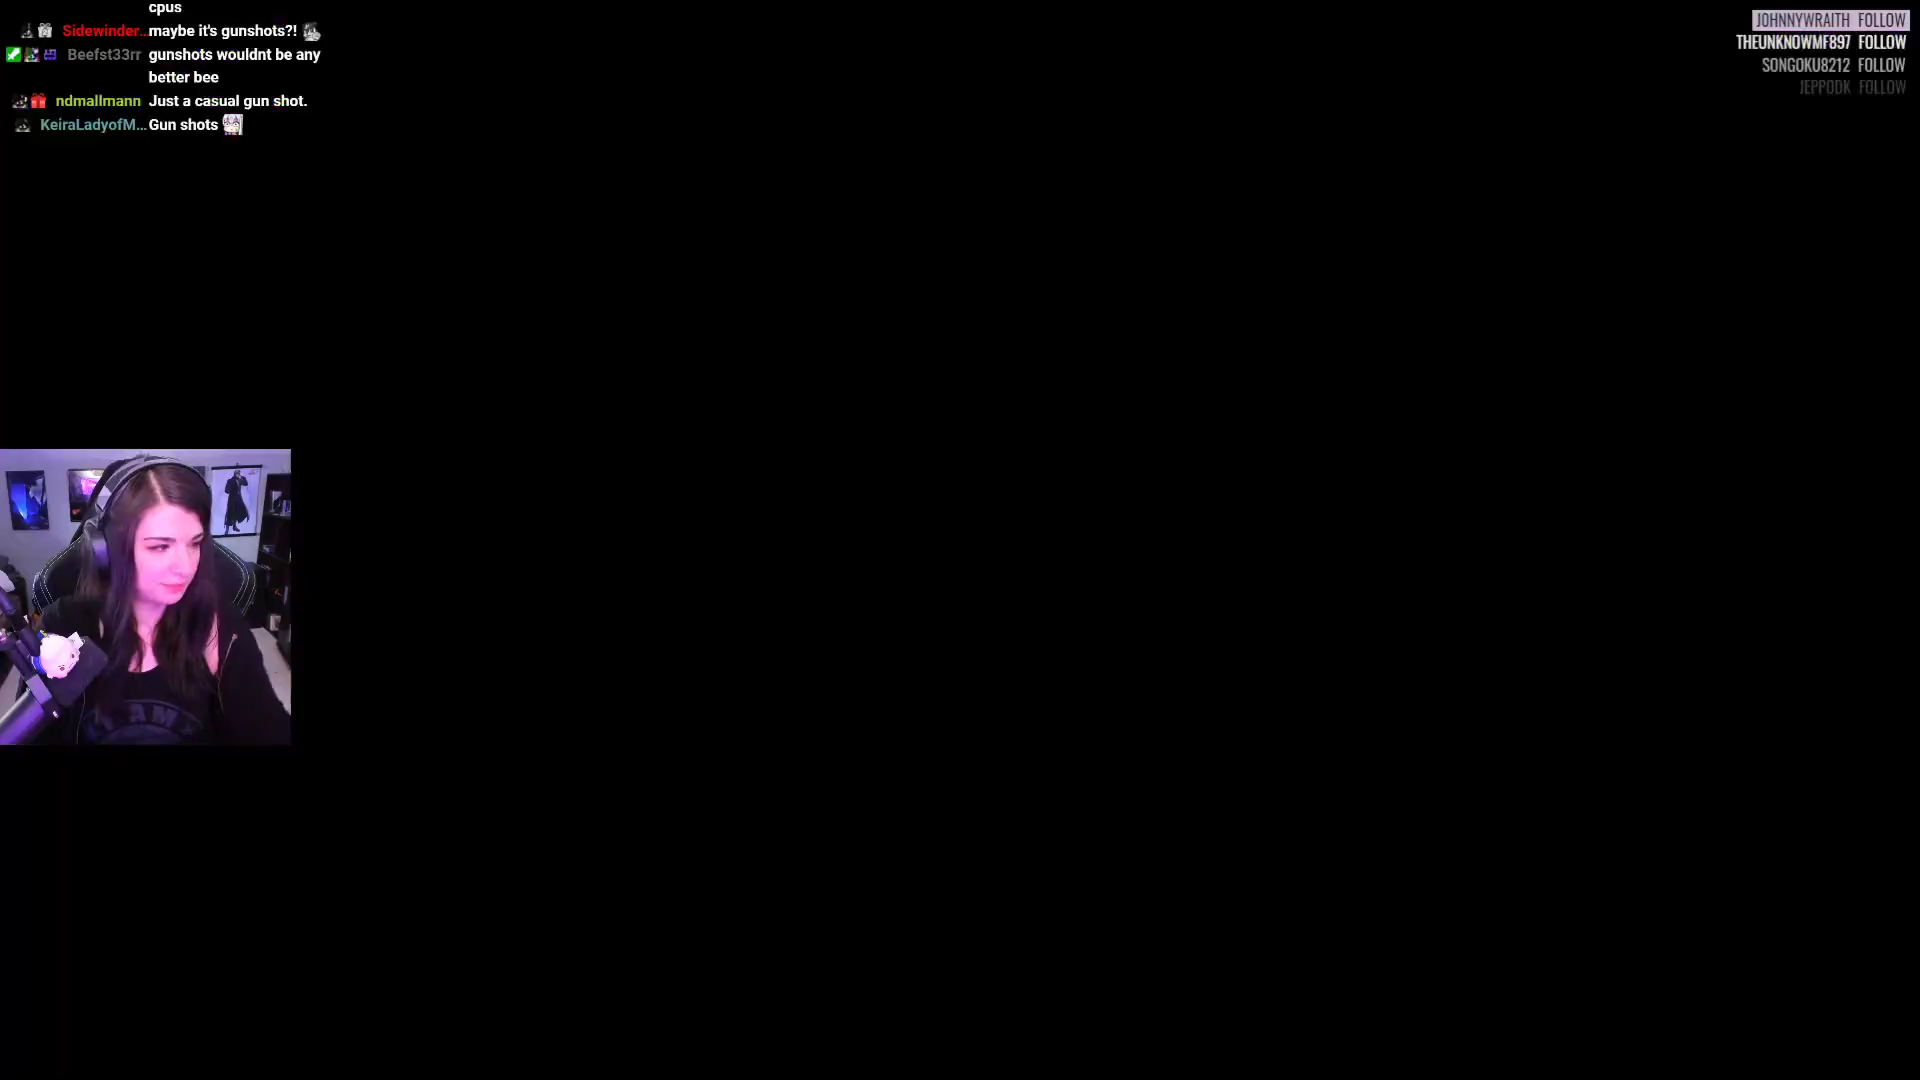 cpus
Sidewinder... maybe it's gunshots?!
Beefst33rr gunshots wouldnt be any
better bee
ndmallmann Just a casual gun shot.
KeiraLadyofM... Gun shots
JOHNNYWRAITH FOLLOW
THEUNKNOWMF897 FOLLOW
SONGOKU8212 FOLLOW
JEPPODK FOLLOW